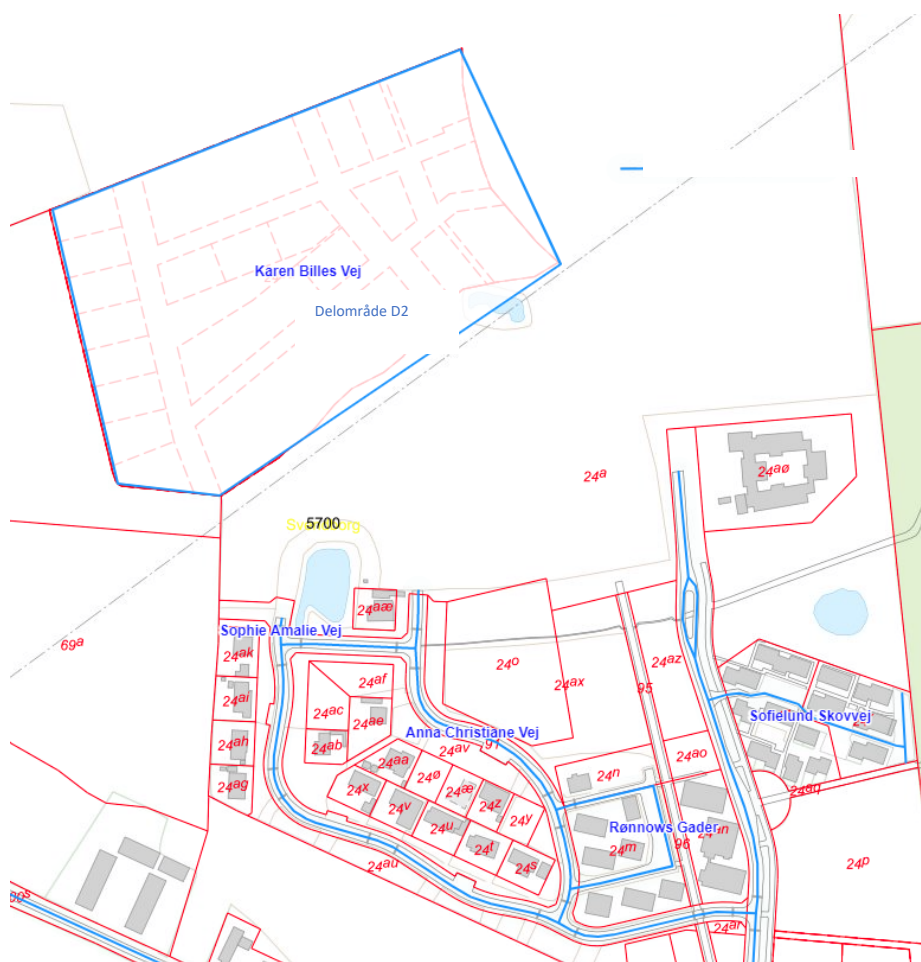 Karen Billes Vej
Delområde D2
24a
24aø
5700
Sophie Amalie Vej
24aæ
69a
24ak
24o
24az
24af
24ax
95
24ai
24ac
24ae
Sofielund Skovvej
Anna Christiane Vej
24ab
24av
91
24ah
24ao
24aa
24ø
24n
24ag
24x
24æ
24aq
24v
24z
24y
24u
Rønnows Gader
24t
24m
96
24au
24s
24p
24ar